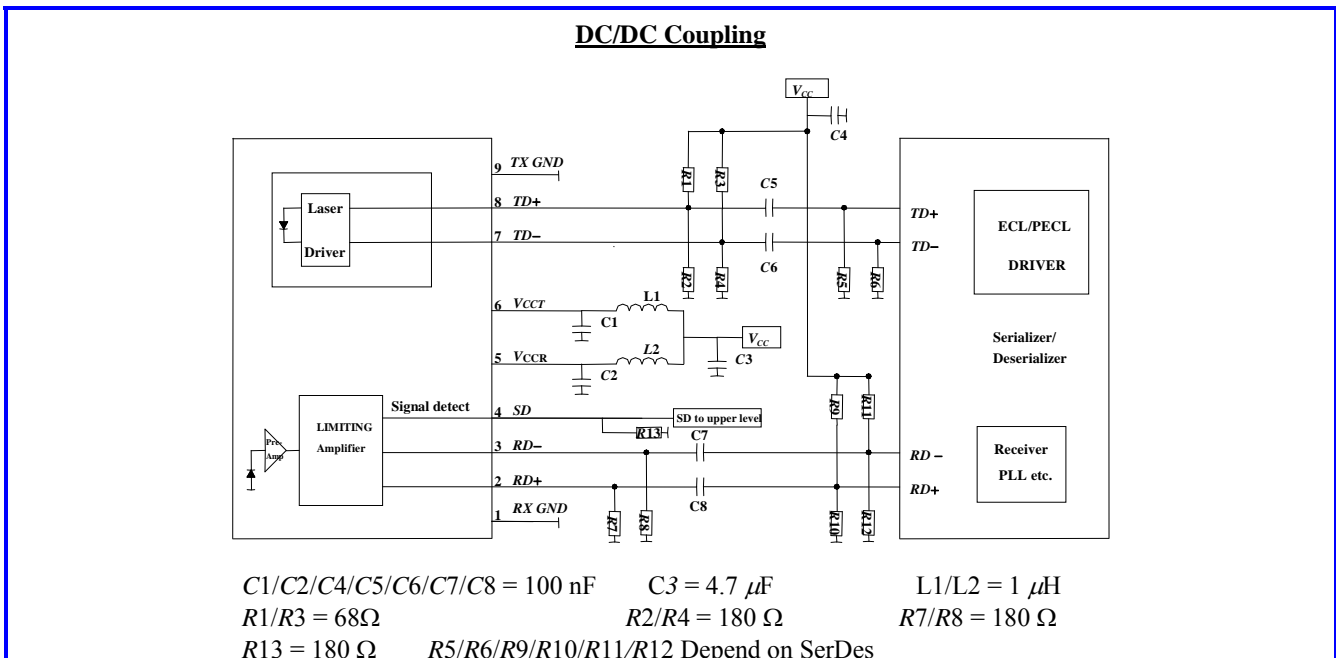 DC/DC Coupling
VCC
C4
9 TX GND
R1
R3
C5
Laser
Driver
8 TD+
TD+
7 TD−
TD−
ECL/PECL
DRIVER
C6
R2
R4
R5
R6
6 VCCT
L1
C1
VCC
5 VCCR
L2
C3
C2
Serializer/
Deserializer
Signal detect
4 SD
SD to upper level
R9
R11
LIMITING
Amplifier
R13
C7
Pre-
Amp
3 RD−
RD −
Receiver
PLL etc.
2 RD+
RD+
C8
1 RX GND
R7
R8
R10
R12
C1/C2/C4/C5/C6/C7/C8 = 100 nF C3 = 4.7 μF L1/L2 = 1 μH
R1/R3 = 68Ω R2/R4 = 180 Ω R7/R8 = 180 Ω
R13 = 180 Ω R5/R6/R9/R10/R11/R12 Depend on SerDes